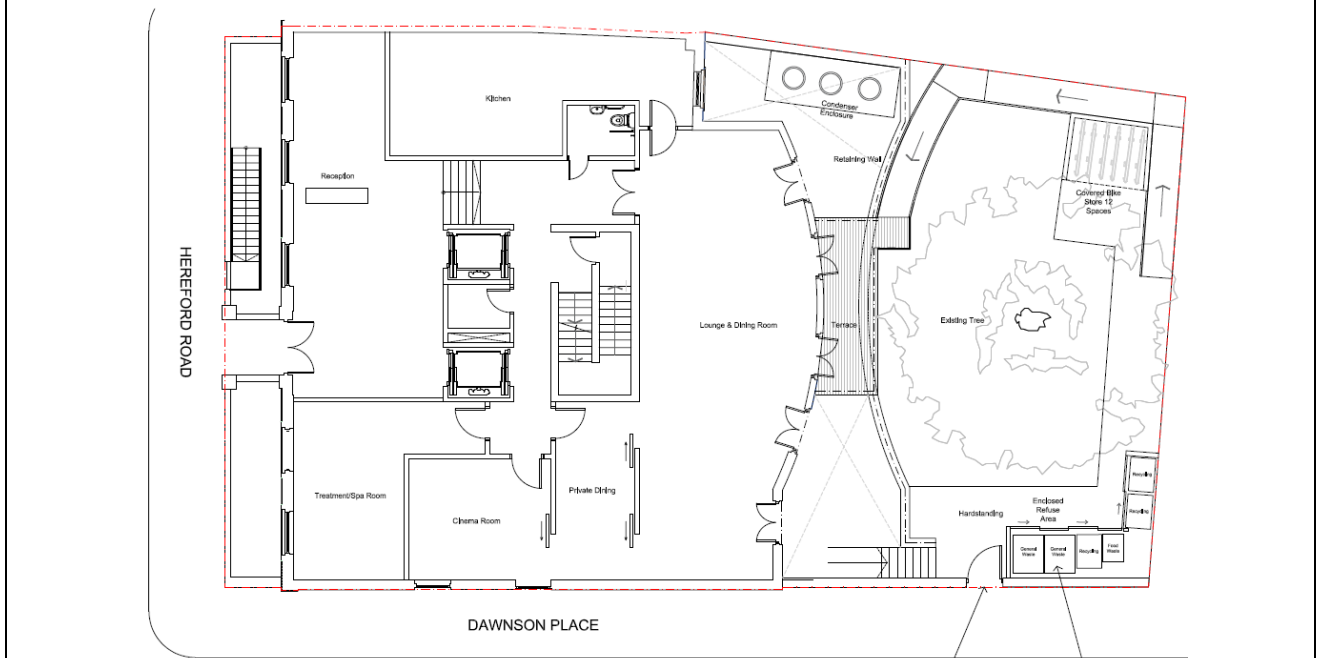 Kitchen
Condenser
Enclosure
Retaining Wall
Reception
Covered Bike
Store 12
Spaces
HEREFORD ROAD
Lounge & Dining Room
Terrace
Existing Tree
Treatment/Spa Room
Private Dining
Cinema Room
Recycling
Recycling
Hardstanding
Enclosed
Refuse
Area
General
Waste
General
Waste
Recycling
Food
Waste
DAWNSON PLACE